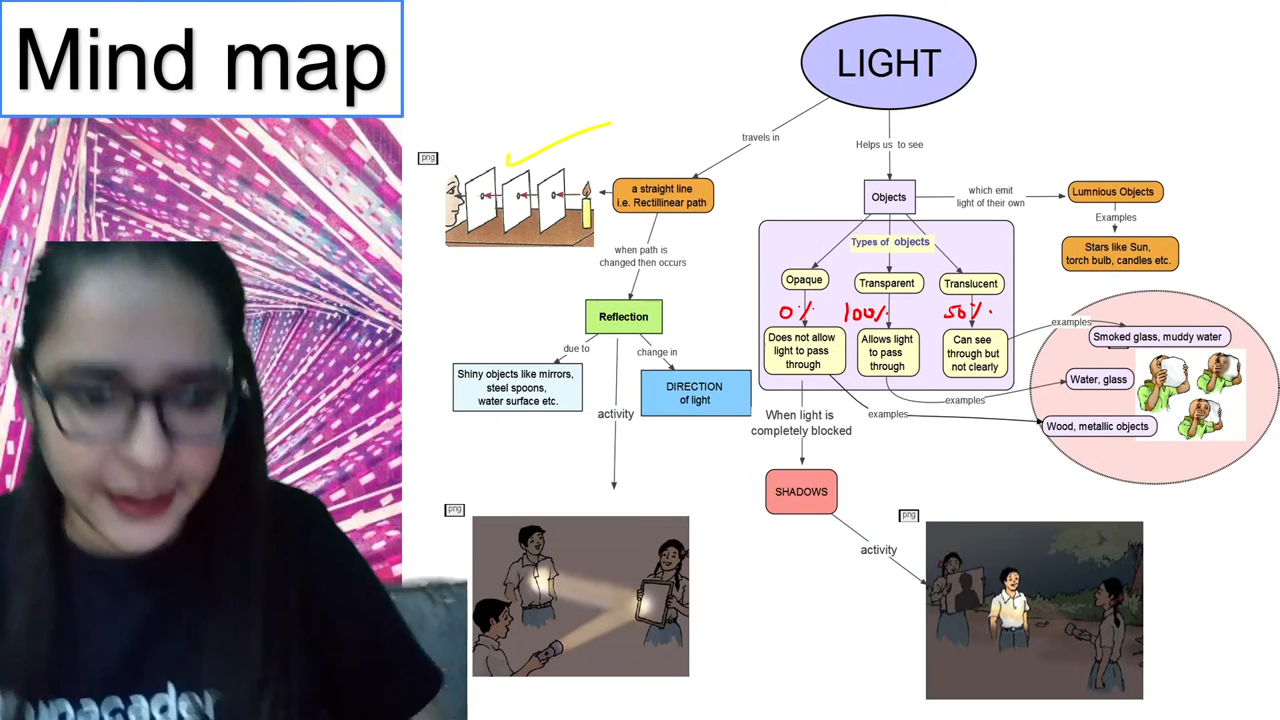 Mind map
LIGHT
travels in
Helps us to see
png
a straight line
i.e. Rectillinear path
Objects
which emit
light of their own
Lumnious Objects
Examples
Stars like Sun,
torch bulb, candles etc.
when path is
changed then occurs
Types of objects
Opaque
Transparent
Translucent
0%
100%
50%
Does not allow
light to pass
through
Allows light
to pass
through
Can see
through but
not clearly
examples
Smoked glass, muddy water
examples
Water, glass
examples
Wood, metallic objects
Reflection
due to
change in
Shiny objects like mirrors,
steel spoons,
water surface etc.
DIRECTION
of light
activity
When light is
completely blocked
SHADOWS
activity
png
png